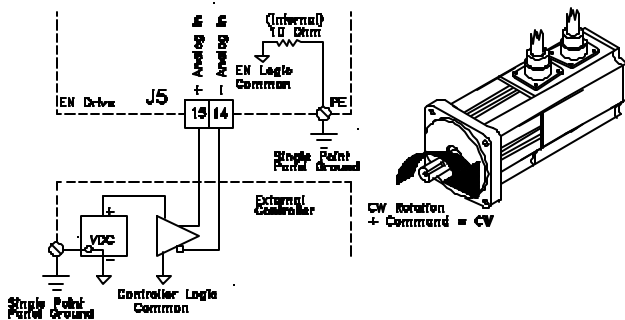 (Internal)
10 Ohm
+ Analog In
− Analog In
EN Logic
Common
EN Drive
J5
15 14
PE
Single Point
Panel Ground
External
Controller
+
VDC
−
Single Point
Panel Ground
Controller Logic
Common
CW Rotation
+ Command = CW